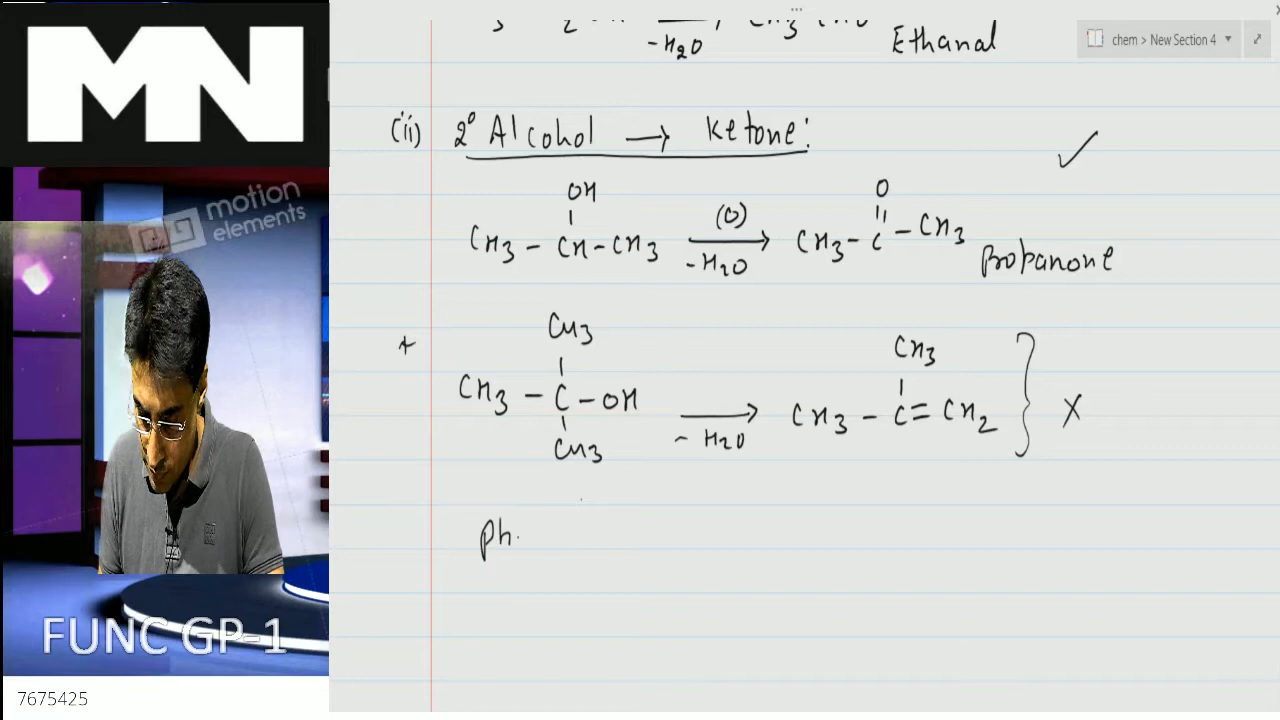 MN
motion
elements
FUNC GP-1
7675425
chem > New Section 4
-H₂O
Ethanal
(ii) 2° Alcohol → Ketone:
OH
CH₃ - CH - CH₃ (O) → -H₂O
O
CH₃ - C - CH₃
Propanone
CH₃
CH₃ - C - OH → - H₂O
CH₃
CH₃
CH₃ - C = CH₂ } X
Ph.